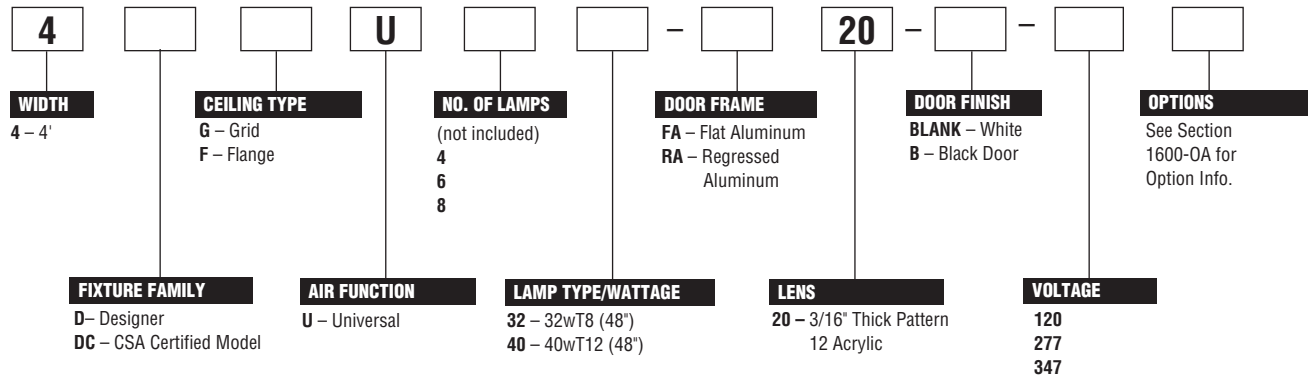 4 U – 20 – –
WIDTH
4 – 4'
CEILING TYPE
G – Grid
F – Flange
NO. OF LAMPS
(not included)
4
6
8
DOOR FRAME
FA – Flat Aluminum
RA – Regressed
Aluminum
DOOR FINISH
BLANK – White
B – Black Door
OPTIONS
See Section
1600-OA for
Option Info.
FIXTURE FAMILY
D– Designer
DC – CSA Certified Model
AIR FUNCTION
U – Universal
LAMP TYPE/WATTAGE
32 – 32wT8 (48")
40 – 40wT12 (48")
LENS
20 – 3/16" Thick Pattern
12 Acrylic
VOLTAGE
120
277
347